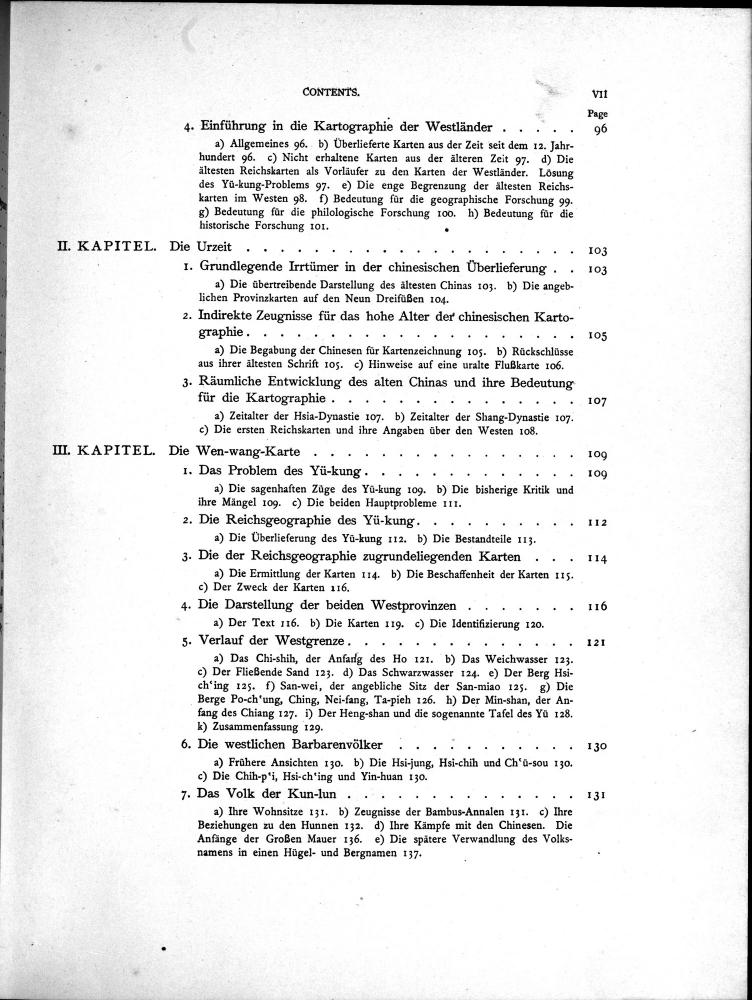 CONTENTS. VII
Page
4. Einführung in die Kartographie der Westländer . . . . . 96
a) Allgemeines 96. b) Überlieferte Karten aus der Zeit seit dem 12. Jahr-
hundert 96. c) Nicht erhaltene Karten aus der älteren Zeit 97. d) Die
ältesten Reichskarten als Vorläufer zu den Karten der Westländer. Lösung
des Yü-kung-Problems 97. e) Die enge Begrenzung der ältesten Reichs-
karten im Westen 98. f) Bedeutung für die geographische Forschung 99.
g) Bedeutung für die philologische Forschung 100. h) Bedeutung für die
historische Forschung 101.
II. KAPITEL. Die Urzeit . . . . . . . . . . . . . . . . . . . . 103
1. Grundlegende Irrtümer in der chinesischen Überlieferung . . 103
a) Die übertreibende Darstellung des ältesten Chinas 103. b) Die angeb-
lichen Provinzkarten auf den Neun Dreifüßen 104.
2. Indirekte Zeugnisse für das hohe Alter der chinesischen Karto-
graphie . . . . . . . . . . . . . . . . . . . 105
a) Die Begabung der Chinesen für Kartenzeichnung 105. b) Rückschlüsse
aus ihrer ältesten Schrift 105. c) Hinweise auf eine uralte Flußkarte 106.
3. Räumliche Entwicklung des alten Chinas und ihre Bedeutung
für die Kartographie . . . . . . . . . . . . . . 107
a) Zeitalter der Hsia-Dynastie 107. b) Zeitalter der Shang-Dynastie 107.
c) Die ersten Reichskarten und ihre Angaben über den Westen 108.
III. KAPITEL. Die Wen-wang-Karte . . . . . . . . . . . . . . . . 109
1. Das Problem des Yü-kung . . . . . . . . . . . . . 109
a) Die sagenhaften Züge des Yü-kung 109. b) Die bisherige Kritik und
ihre Mängel 109. c) Die beiden Hauptprobleme 111.
2. Die Reichsgeographie des Yü-kung . . . . . . . . . . 112
a) Die Überlieferung des Yü-kung 112. b) Die Bestandteile 113.
3. Die der Reichsgeographie zugrundeliegenden Karten . . . 114
a) Die Ermittlung der Karten 114. b) Die Beschaffenheit der Karten 115.
c) Der Zweck der Karten 116.
4. Die Darstellung der beiden Westprovinzen . . . . . . . 116
a) Der Text 116. b) Die Karten 119. c) Die Identifizierung 120.
5. Verlauf der Westgrenze . . . . . . . . . . . . . . 121
a) Das Chi-shih, der Anfang des Ho 121. b) Das Weichwasser 123.
c) Der Fließende Sand 123. d) Das Schwarzwasser 124. e) Der Berg Hsi-
ch‘ing 125. f) San-wei, der angebliche Sitz der San-miao 125. g) Die
Berge Po-ch‘ung, Ching, Nei-fang, Ta-pieh 126. h) Der Min-shan, der An-
fang des Chiang 127. i) Der Heng-shan und die sogenannte Tafel des Yü 128.
k) Zusammenfassung 129.
6. Die westlichen Barbarenvölker . . . . . . . . . . . 130
a) Frühere Ansichten 130. b) Die Hsi-jung, Hsi-chih und Ch‘ü-sou 130.
c) Die Chih-p‘i, Hsi-ch‘ing und Yin-huan 130.
7. Das Volk der Kun-lun . . . . . . . . . . . . . . 131
a) Ihre Wohnsitze 131. b) Zeugnisse der Bambus-Annalen 131. c) Ihre
Beziehungen zu den Hunnen 132. d) Ihre Kämpfe mit den Chinesen. Die
Anfänge der Großen Mauer 136. e) Die spätere Verwandlung des Volks-
namens in einen Hügel- und Bergnamen 137.